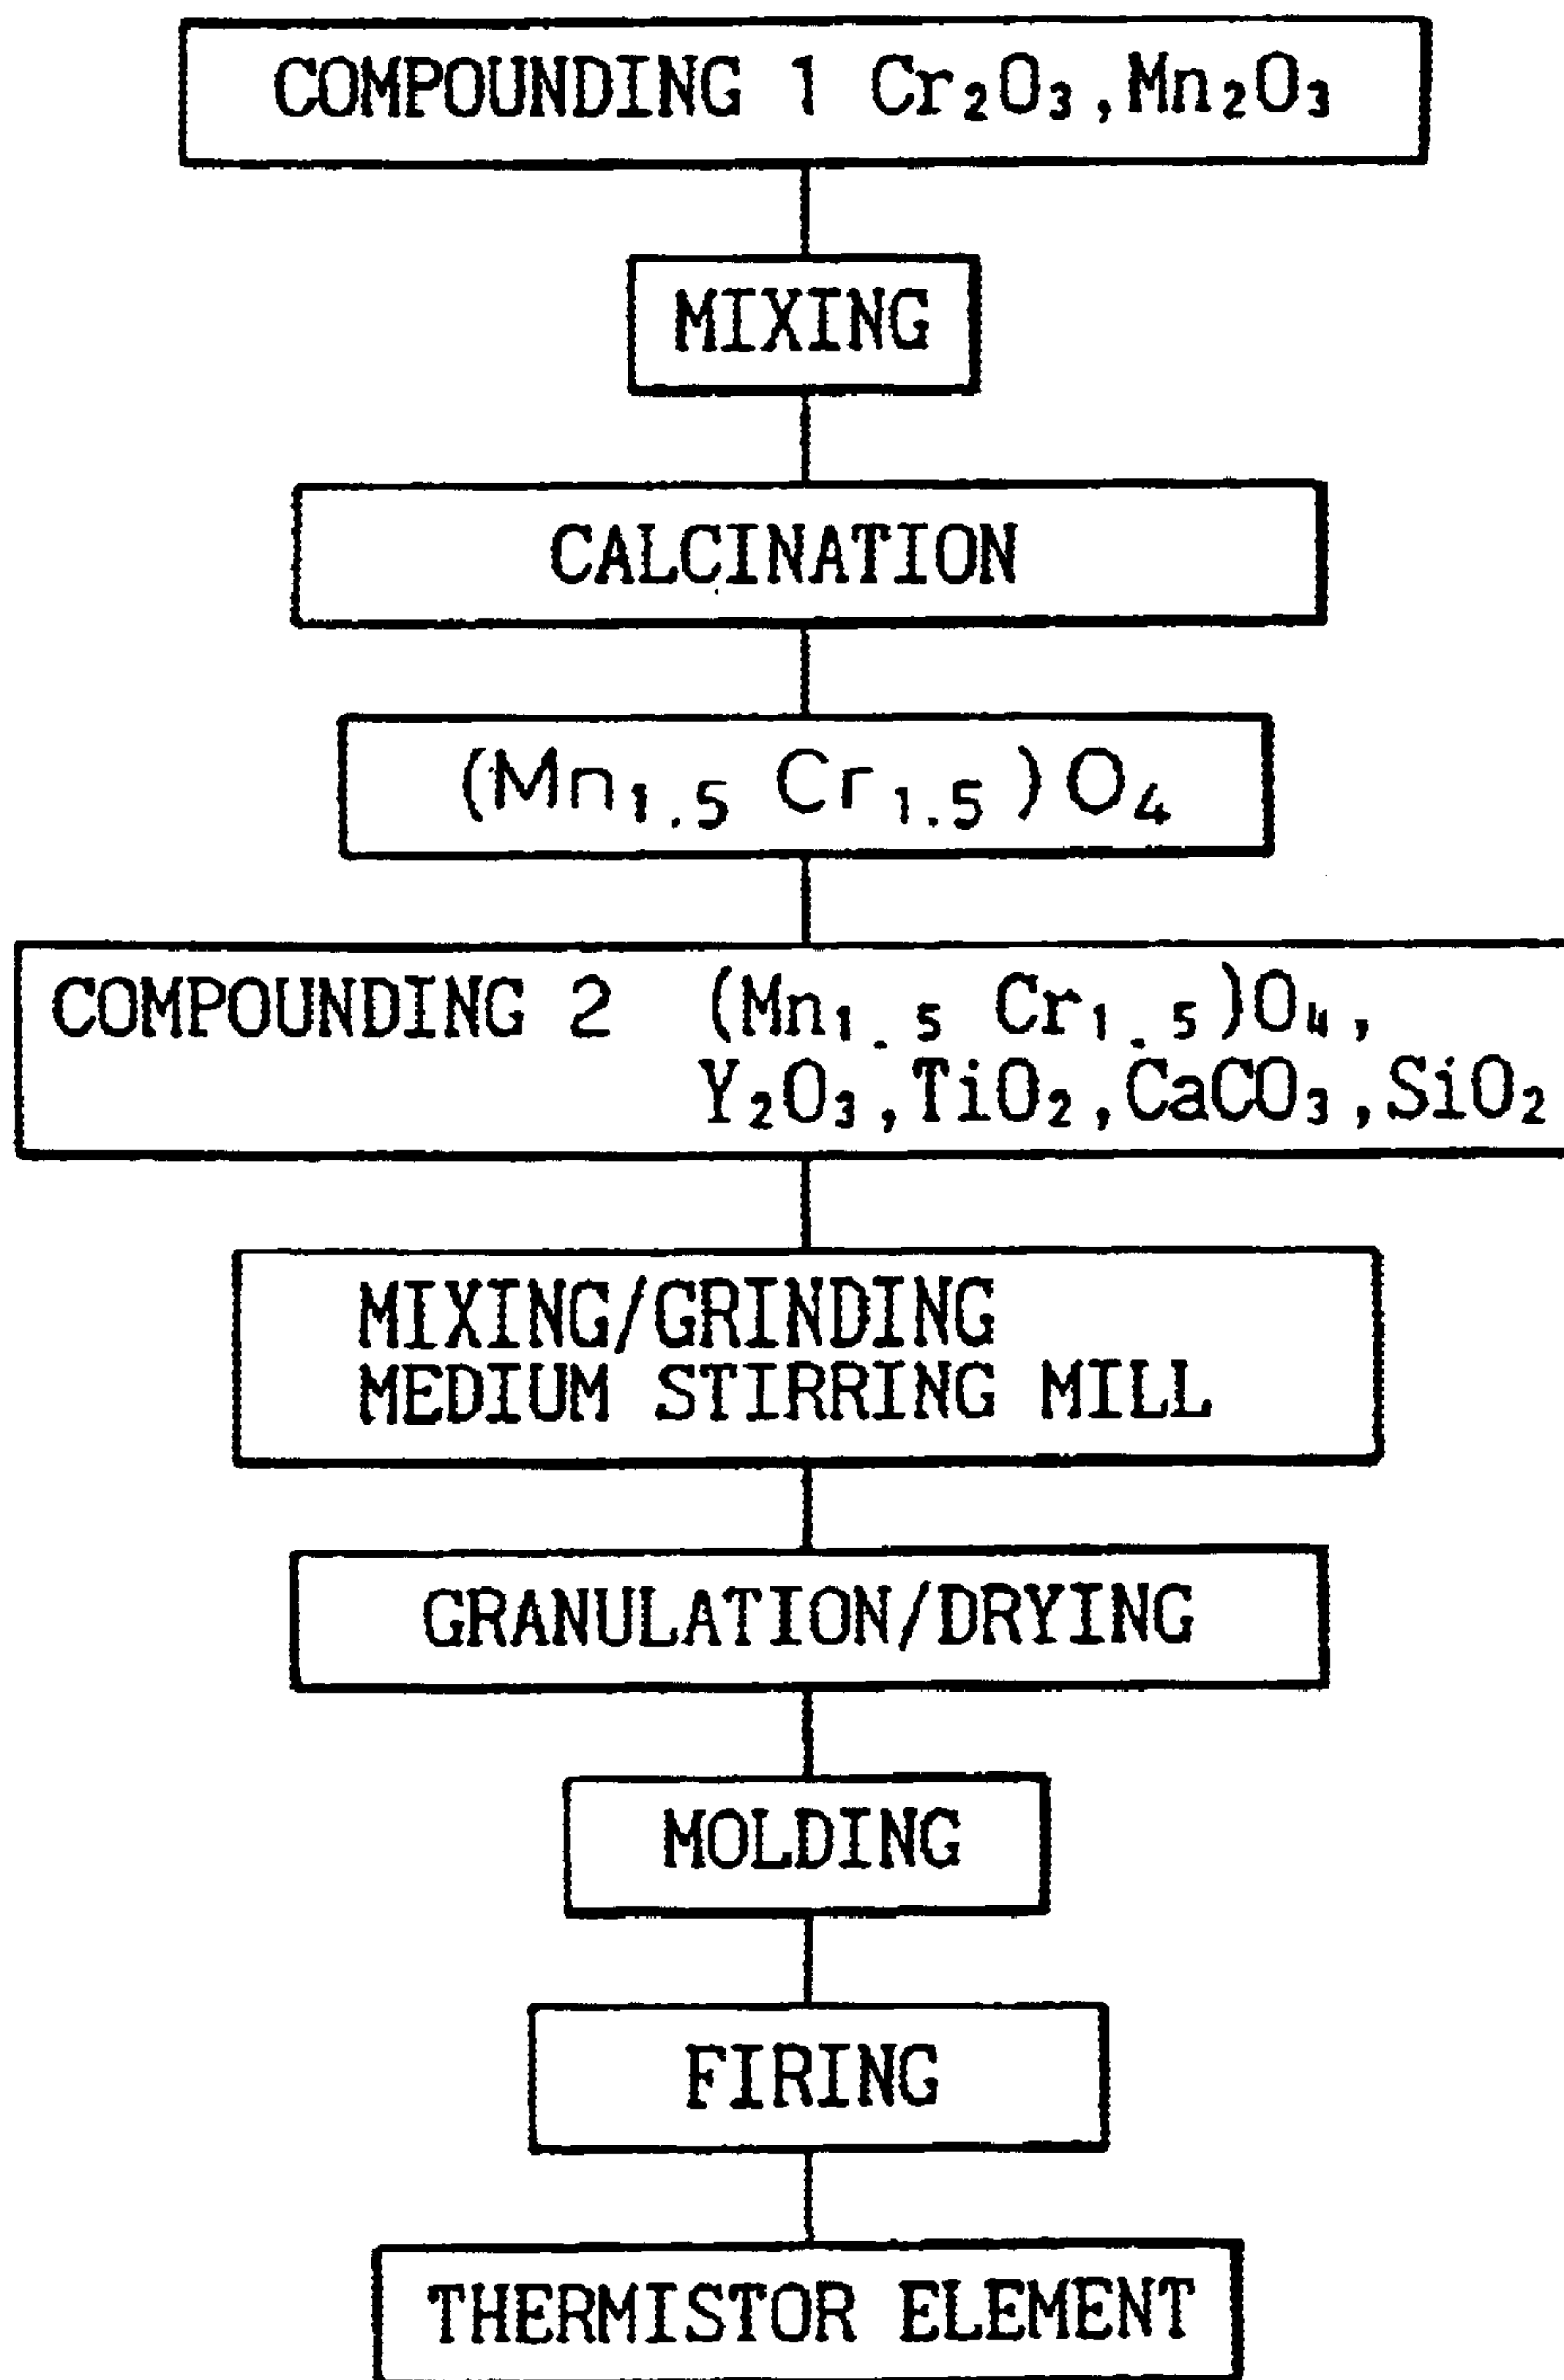 COMPOUNDING 1 Cr₂O₃,Mn₂O₃
MIXING
CALCINATION
(Mn₁.₅ Cr₁.₅)O₄
COMPOUNDING 2 (Mn₁.₅ Cr₁.₅)O₄,
Y₂O₃,TiO₂,CaCO₃,SiO₂
MIXING/GRINDING
MEDIUM STIRRING MILL
GRANULATION/DRYING
MOLDING
FIRING
THERMISTOR ELEMENT